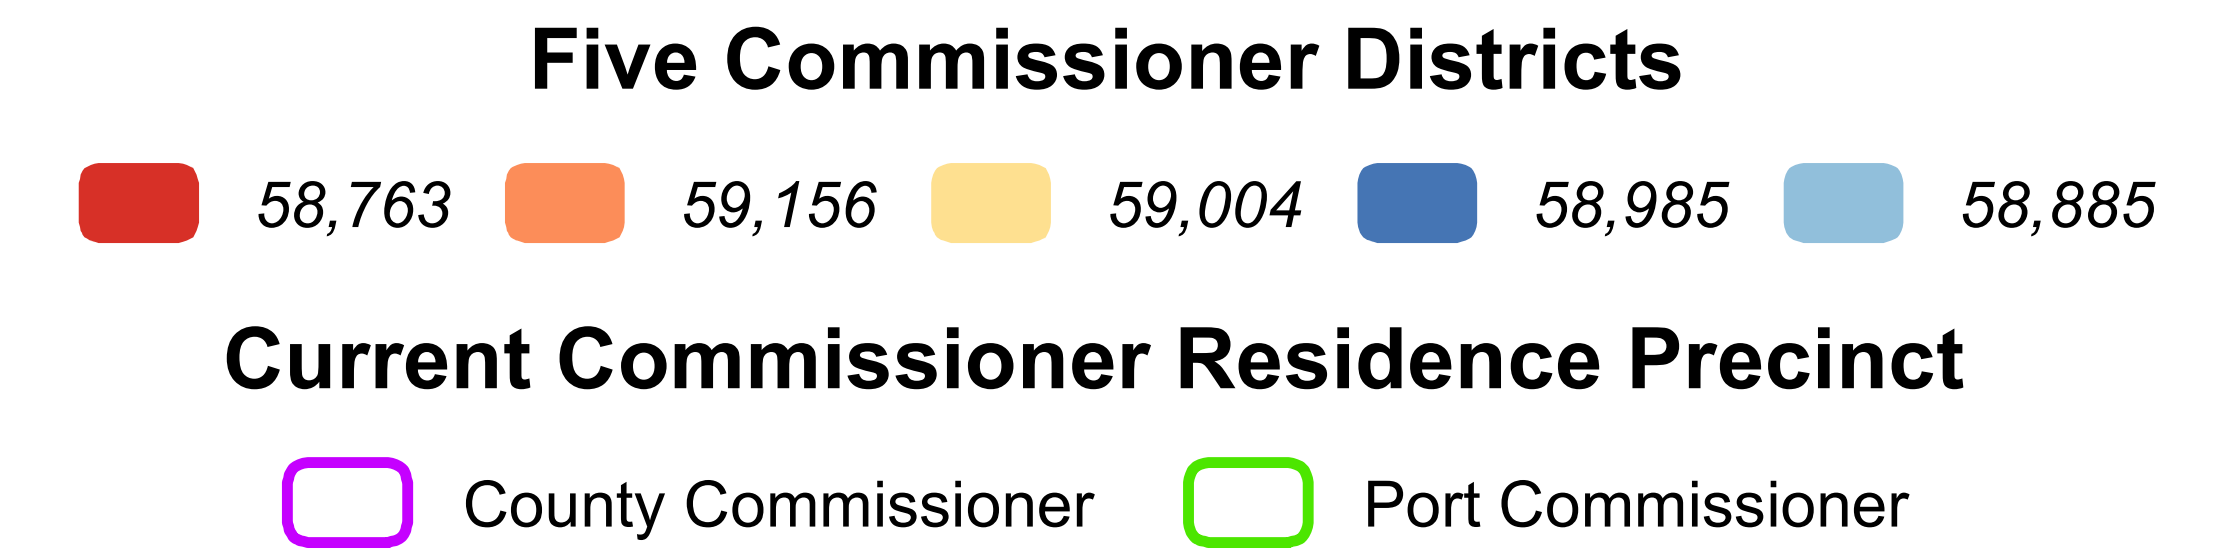 Five Commissioner Districts
58,763 59,156 59,004 58,985 58,885
Current Commissioner Residence Precinct
County Commissioner Port Commissioner